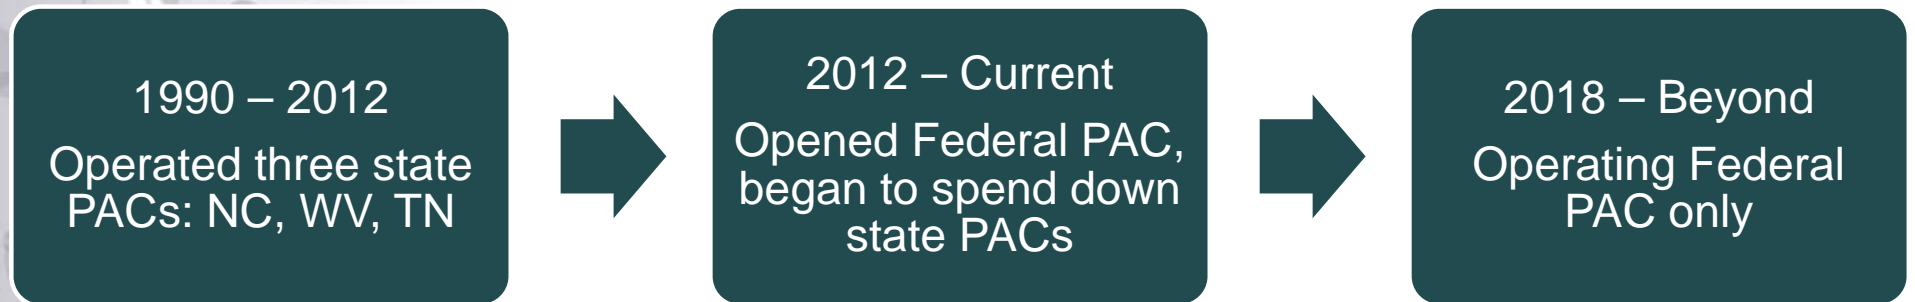 1990 – 2012
Operated three state
PACs: NC, WV, TN
2012 – Current
Opened Federal PAC,
began to spend down
state PACs
2018 – Beyond
Operating Federal
PAC only